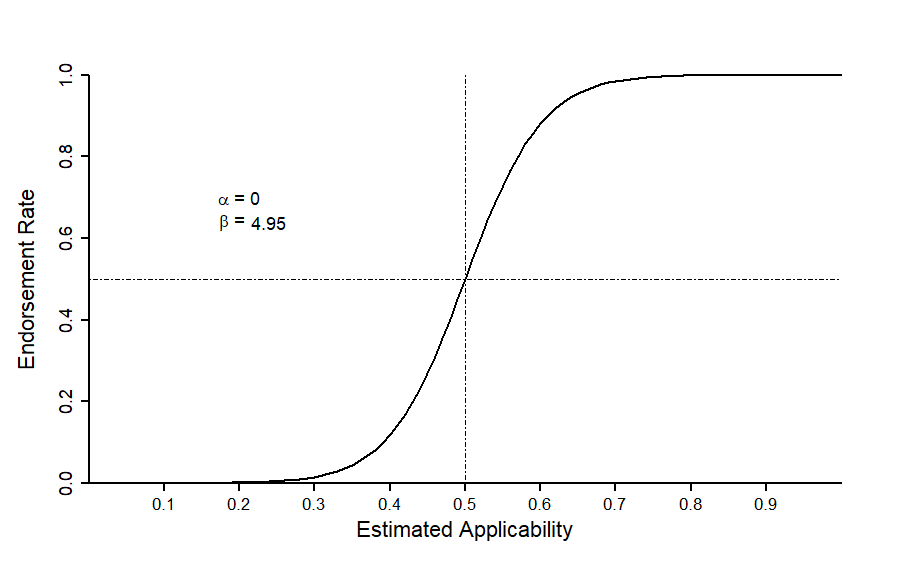 1.0
0.8
0.6
0.4
0.2
0.0
Endorsement Rate
α = 0
β = 4.95
0.1 0.2 0.3 0.4 0.5 0.6 0.7 0.8 0.9
Estimated Applicability